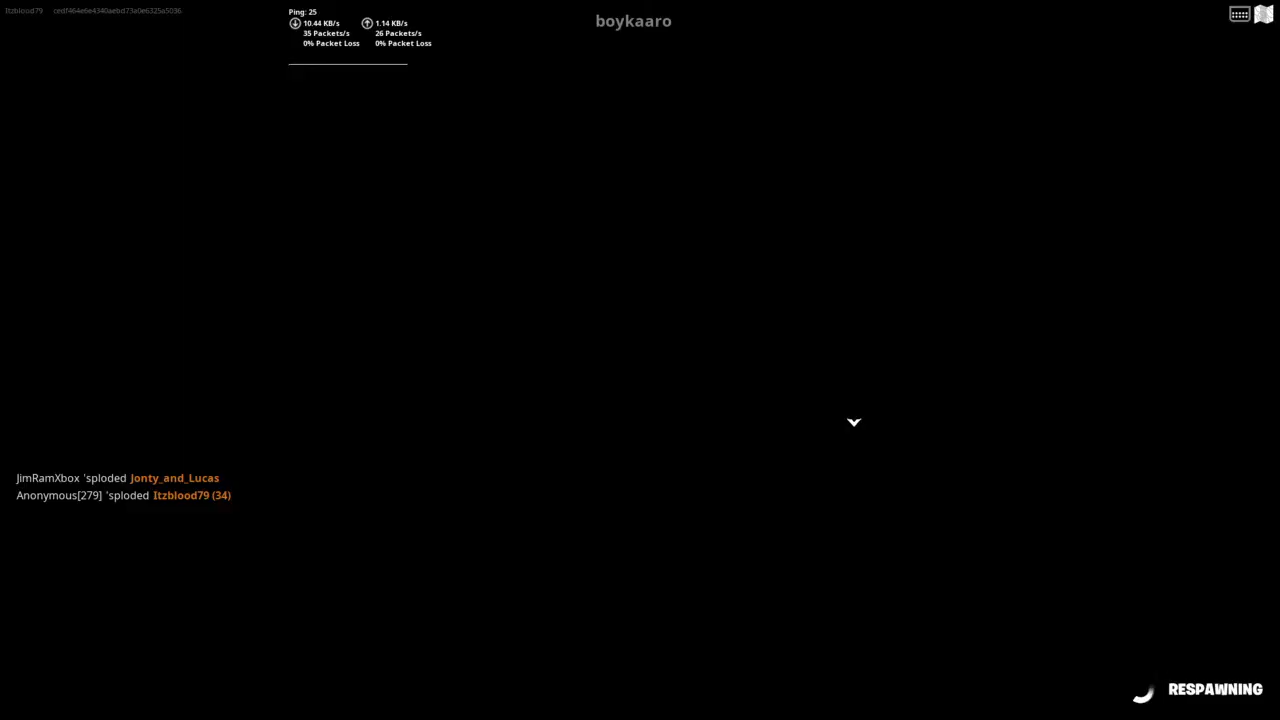 Itzblood79
Ping: 25
10.44 KB/s 1.14 KB/s
35 Packets/s 26 Packets/s
0% Packet Loss 0% Packet Loss
boykaaro
JimRamXbox 'sploded Jonty_and_Lucas
Anonymous[279] 'sploded Itzblood79 (34)
RESPAWNING